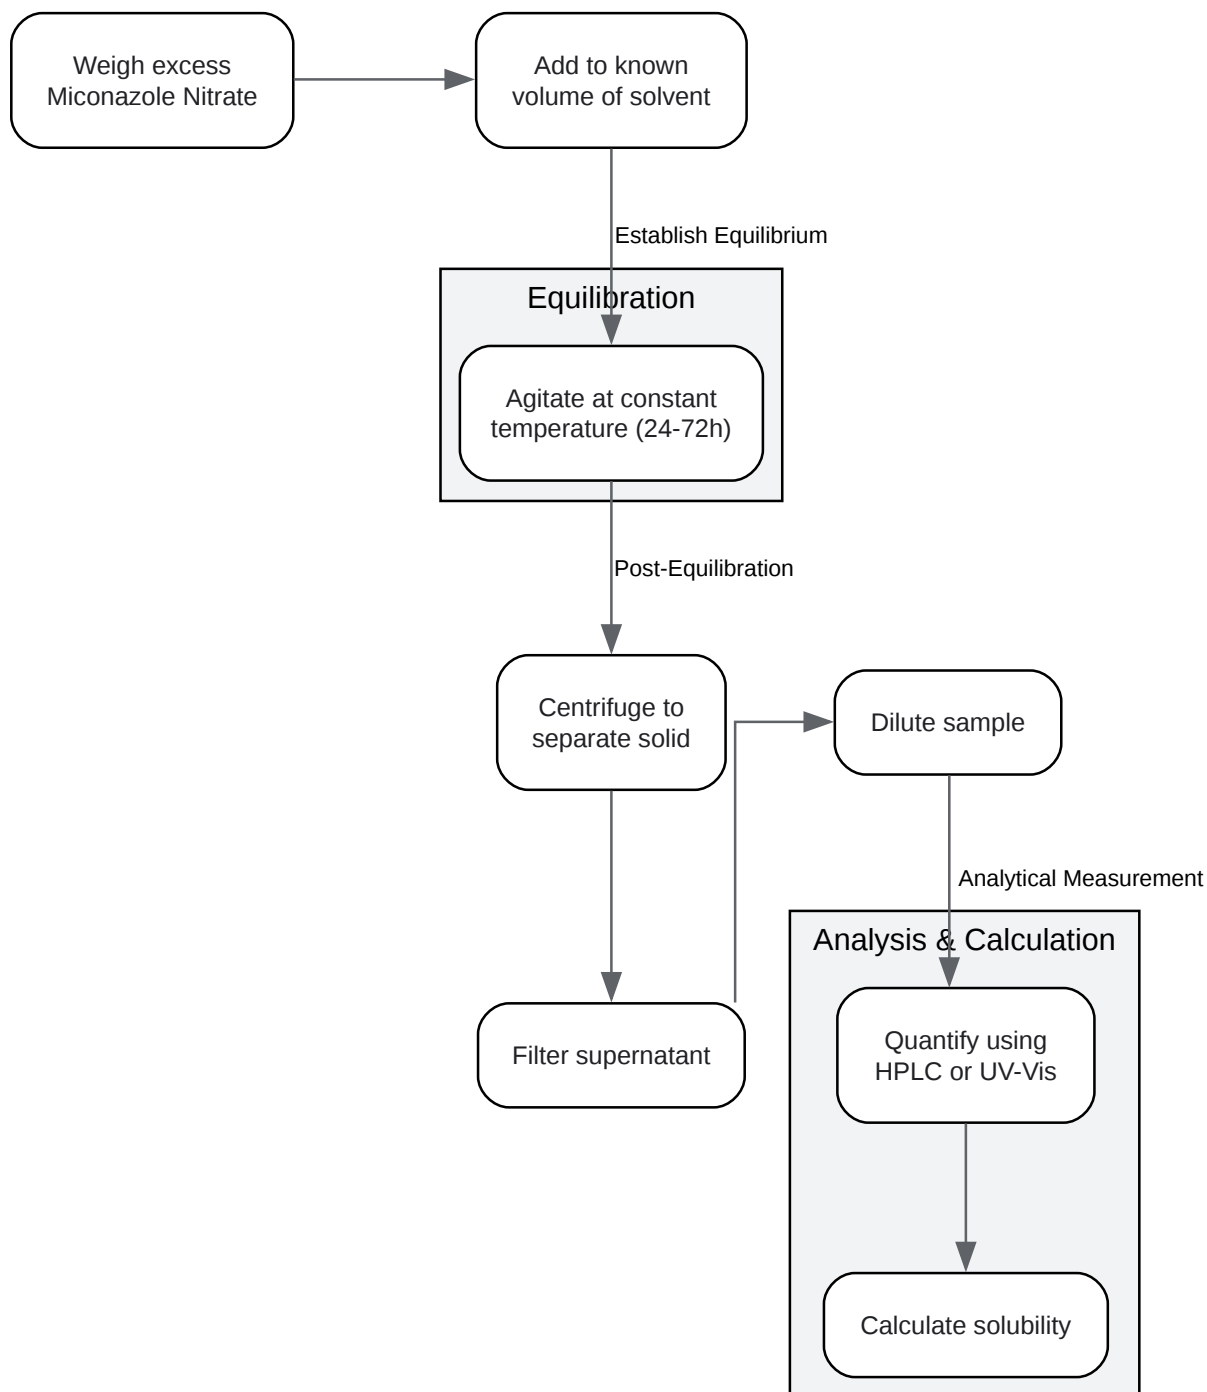 Weigh excess
Miconazole Nitrate
Add to known
volume of solvent
Establish Equilibrium
Equilibration
Agitate at constant
temperature (24-72h)
Post-Equilibration
Centrifuge to
separate solid
Filter supernatant
Dilute sample
Analytical Measurement
Analysis & Calculation
Quantify using
HPLC or UV-Vis
Calculate solubility